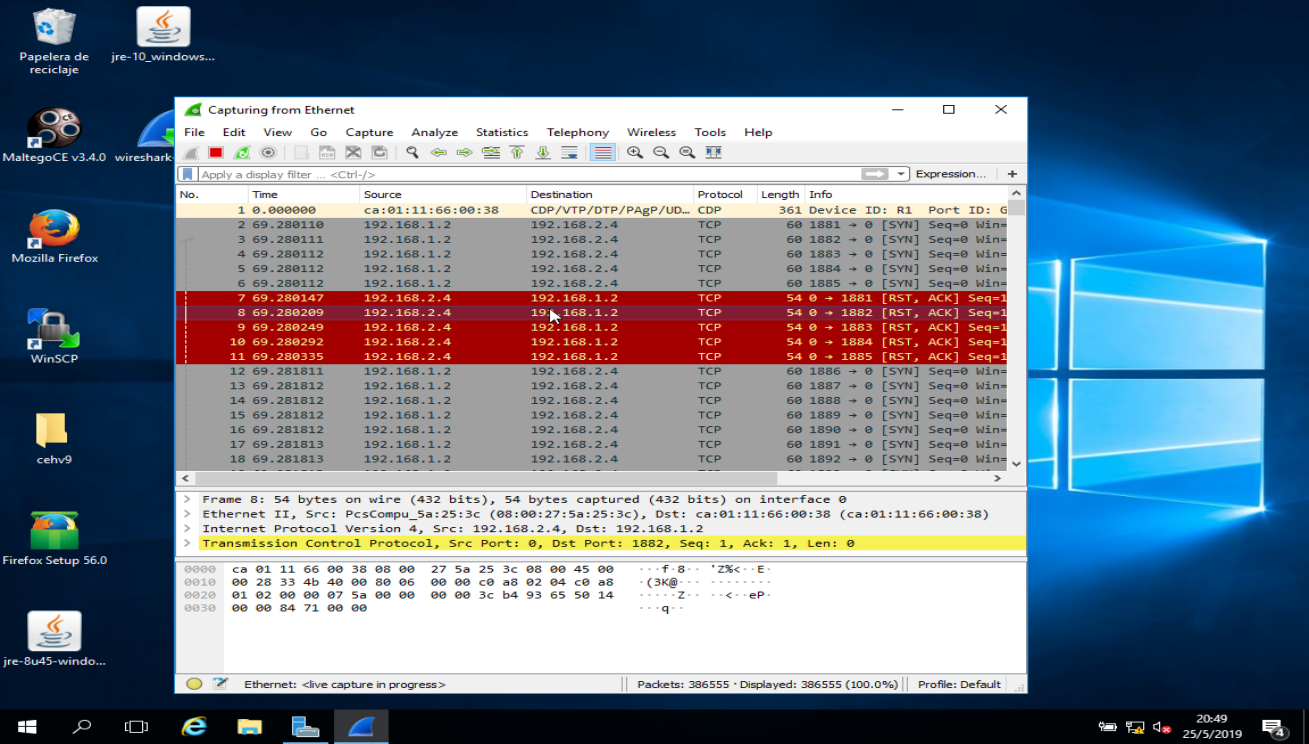 Papelera de
reciclaje
jre-10_windows...
MaltegoCE v3.4.0
wireshark-
Mozilla Firefox
WinSCP
cehv9
Firefox Setup 56.0
jre-8u45-windo...
Capturing from Ethernet
File Edit View Go Capture Analyze Statistics Telephony Wireless Tools Help
Apply a display filter ... <Ctrl-/> Expression... +
No. Time Source Destination Protocol Length Info
1 0.000000 ca:01:11:66:00:38 CDP/VTP/DTP/PAgP/UD... CDP 361 Device ID: R1 Port ID: G
2 69.280110 192.168.1.2 192.168.2.4 TCP 60 1881 → 0 [SYN] Seq=0 Win=
3 69.280111 192.168.1.2 192.168.2.4 TCP 60 1882 → 0 [SYN] Seq=0 Win=
4 69.280112 192.168.1.2 192.168.2.4 TCP 60 1883 → 0 [SYN] Seq=0 Win=
5 69.280112 192.168.1.2 192.168.2.4 TCP 60 1884 → 0 [SYN] Seq=0 Win=
6 69.280112 192.168.1.2 192.168.2.4 TCP 60 1885 → 0 [SYN] Seq=0 Win=
7 69.280147 192.168.2.4 192.168.1.2 TCP 54 0 → 1881 [RST, ACK] Seq=1
8 69.280209 192.168.2.4 192.168.1.2 TCP 54 0 → 1882 [RST, ACK] Seq=1
9 69.280249 192.168.2.4 192.168.1.2 TCP 54 0 → 1883 [RST, ACK] Seq=1
10 69.280292 192.168.2.4 192.168.1.2 TCP 54 0 → 1884 [RST, ACK] Seq=1
11 69.280335 192.168.2.4 192.168.1.2 TCP 54 0 → 1885 [RST, ACK] Seq=1
12 69.281811 192.168.1.2 192.168.2.4 TCP 60 1886 → 0 [SYN] Seq=0 Win=
13 69.281812 192.168.1.2 192.168.2.4 TCP 60 1887 → 0 [SYN] Seq=0 Win=
14 69.281812 192.168.1.2 192.168.2.4 TCP 60 1888 → 0 [SYN] Seq=0 Win=
15 69.281812 192.168.1.2 192.168.2.4 TCP 60 1889 → 0 [SYN] Seq=0 Win=
16 69.281812 192.168.1.2 192.168.2.4 TCP 60 1890 → 0 [SYN] Seq=0 Win=
17 69.281813 192.168.1.2 192.168.2.4 TCP 60 1891 → 0 [SYN] Seq=0 Win=
18 69.281813 192.168.1.2 192.168.2.4 TCP 60 1892 → 0 [SYN] Seq=0 Win=
> Frame 8: 54 bytes on wire (432 bits), 54 bytes captured (432 bits) on interface 0
> Ethernet II, Src: PcsCompu_5a:25:3c (08:00:27:5a:25:3c), Dst: ca:01:11:66:00:38 (ca:01:11:66:00:38)
> Internet Protocol Version 4, Src: 192.168.2.4, Dst: 192.168.1.2
> Transmission Control Protocol, Src Port: 0, Dst Port: 1882, Seq: 1, Ack: 1, Len: 0
0000 ca 01 11 66 00 38 08 00 27 5a 25 3c 08 00 45 00 ···f·8·· 'Z%<··E·
0010 00 28 33 4b 40 00 80 06 00 00 c0 a8 02 04 c0 a8 ·(3K@··· ········
0020 01 02 00 00 07 5a 00 00 00 00 3c b4 93 65 50 14 ·····Z·· ··<··eP·
0030 00 00 84 71 00 00 ···q··
Ethernet: <live capture in progress> Packets: 386555 · Displayed: 386555 (100.0%) Profile: Default
20:49
25/5/2019
4